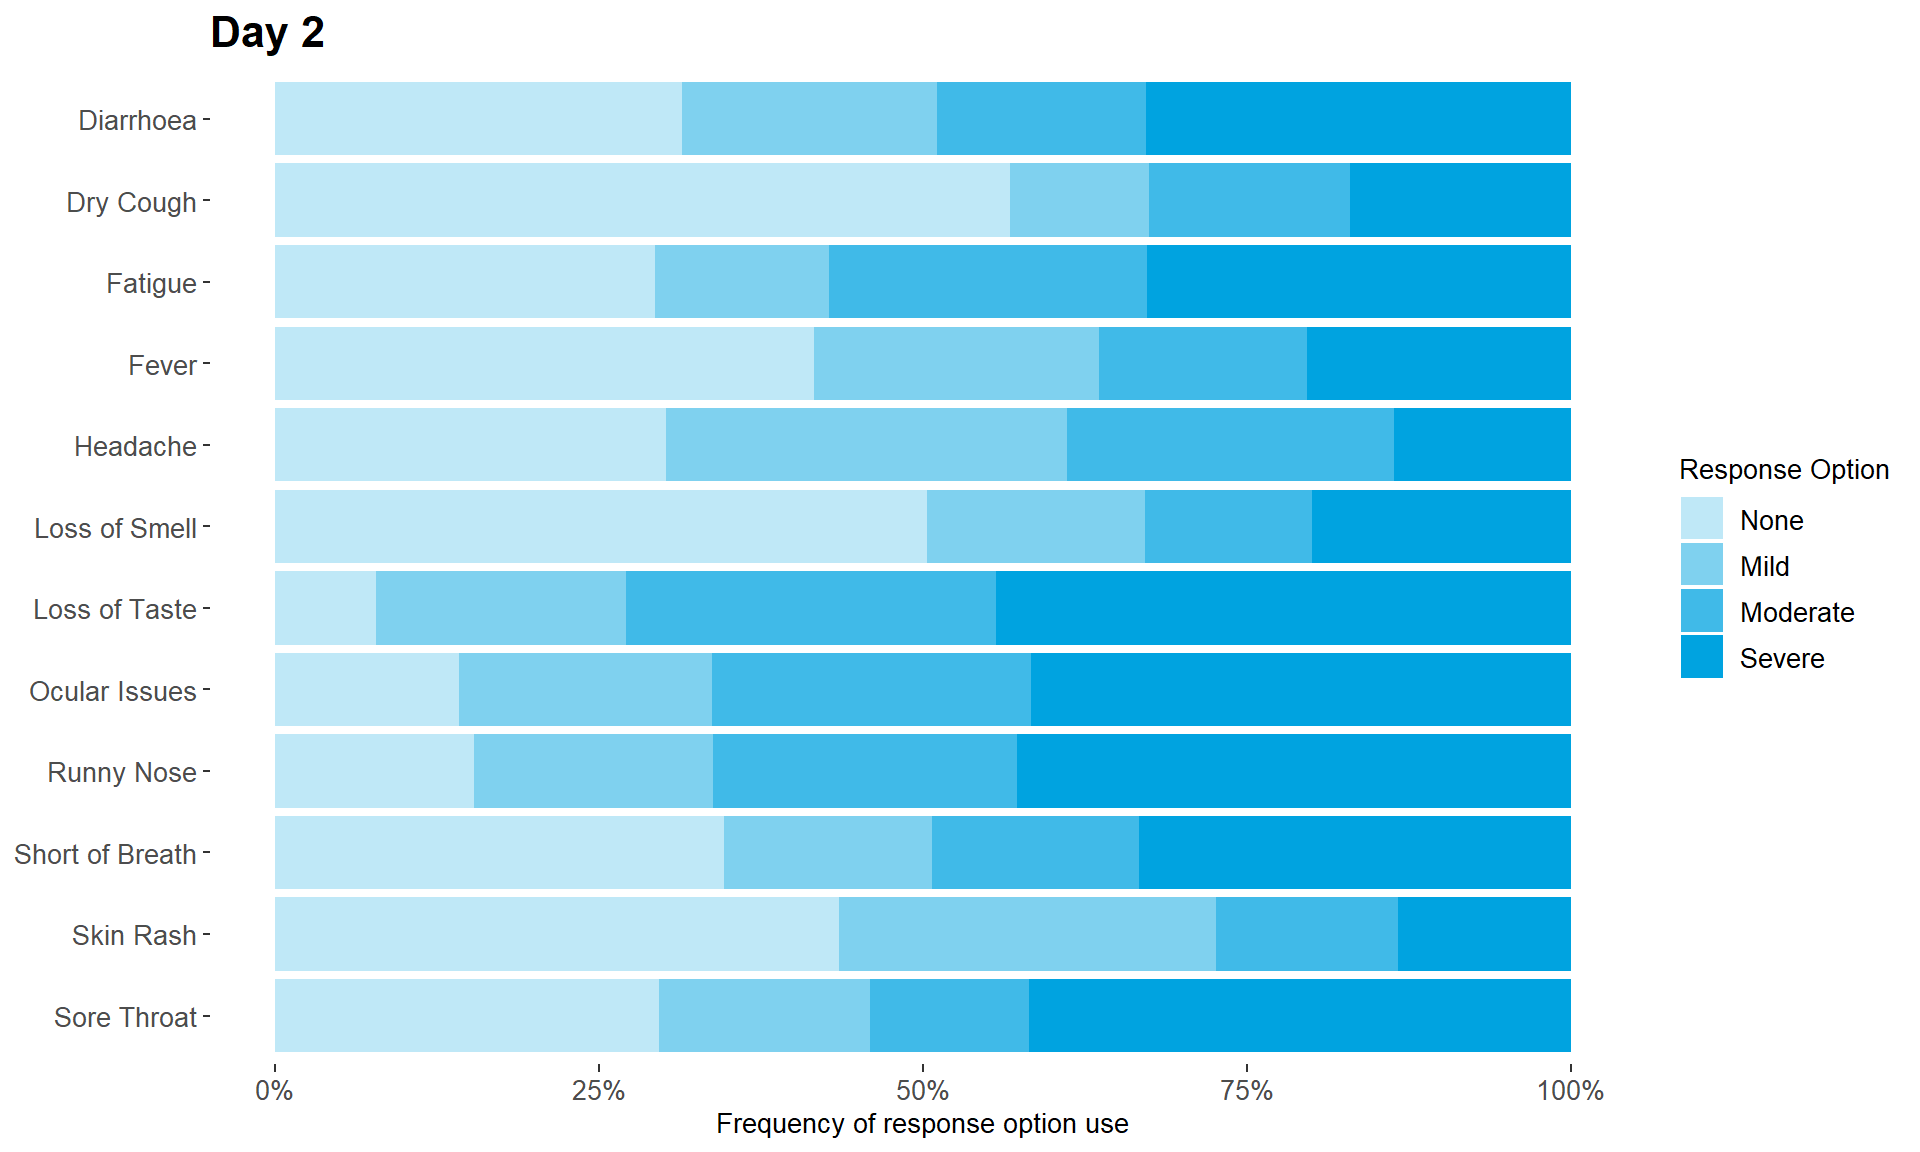 Day 2
Diarrhoea
Dry Cough
Fatigue
Fever
Headache
Loss of Smell
Loss of Taste
Ocular Issues
Runny Nose
Short of Breath
Skin Rash
Sore Throat
0% 25% 50% 75% 100%
Frequency of response option use
Response Option
None
Mild
Moderate
Severe